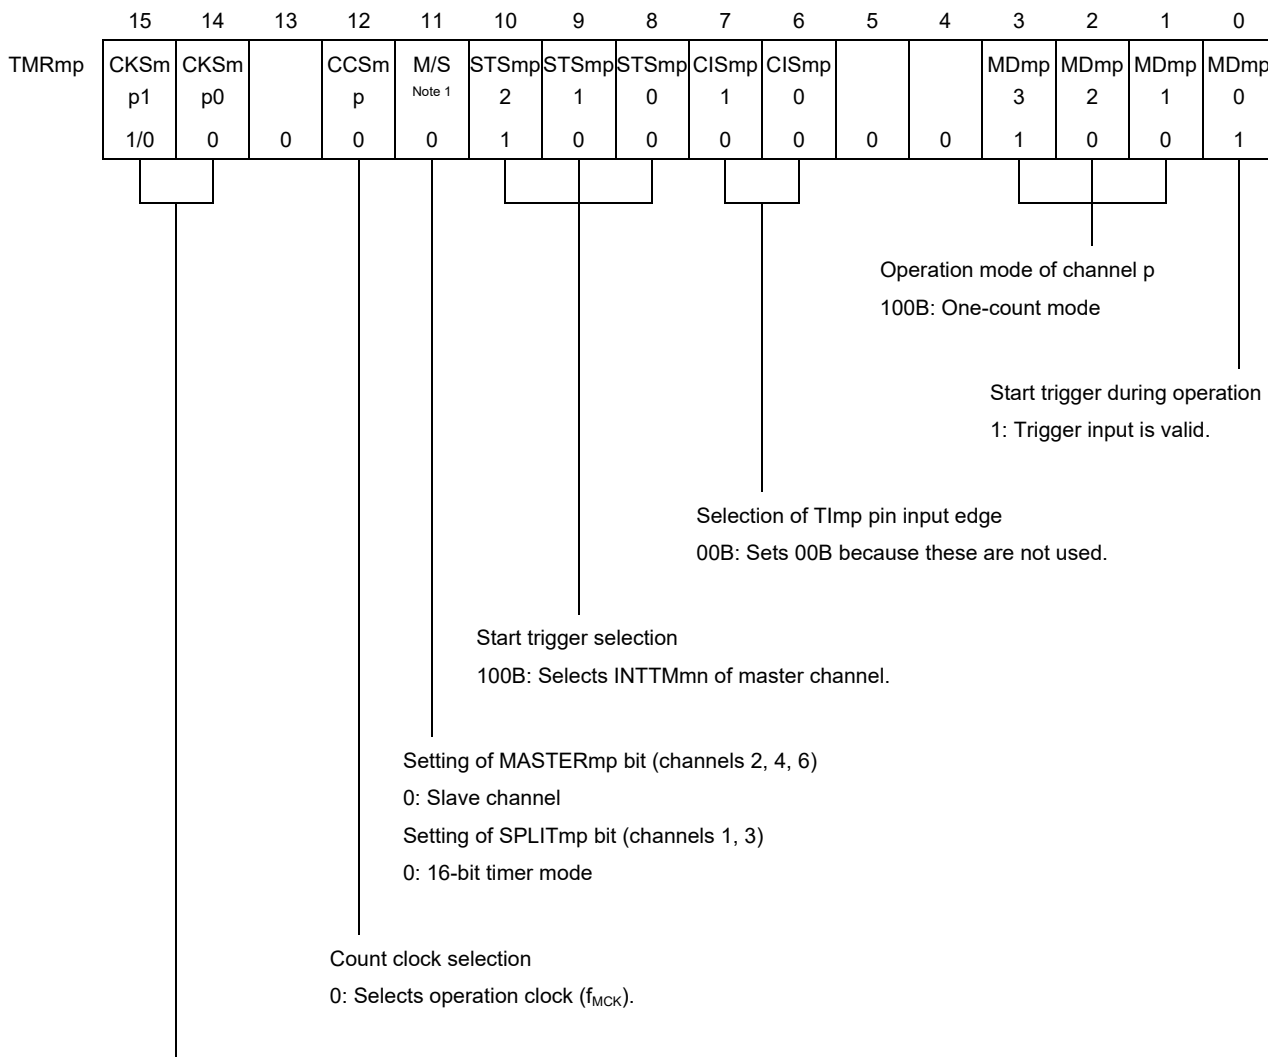 15 14 13 12 11 10 9 8 7 6 5 4 3 2 1 0
TMRmp CKSm CKSm CCSm M/S STSmp STSmp STSmp CISmp CISmp MDmp MDmp MDmp MDmp
p1 p0 p Note 1 2 1 0 1 0 3 2 1 0
1/0 0 0 0 0 1 0 0 0 0 0 0 1 0 0 1
Operation mode of channel p
100B: One-count mode
Start trigger during operation
1: Trigger input is valid.
Selection of TImp pin input edge
00B: Sets 00B because these are not used.
Start trigger selection
100B: Selects INTTMmn of master channel.
Setting of MASTERmp bit (channels 2, 4, 6)
0: Slave channel
Setting of SPLITmp bit (channels 1, 3)
0: 16-bit timer mode
Count clock selection
0: Selects operation clock (fMCK).